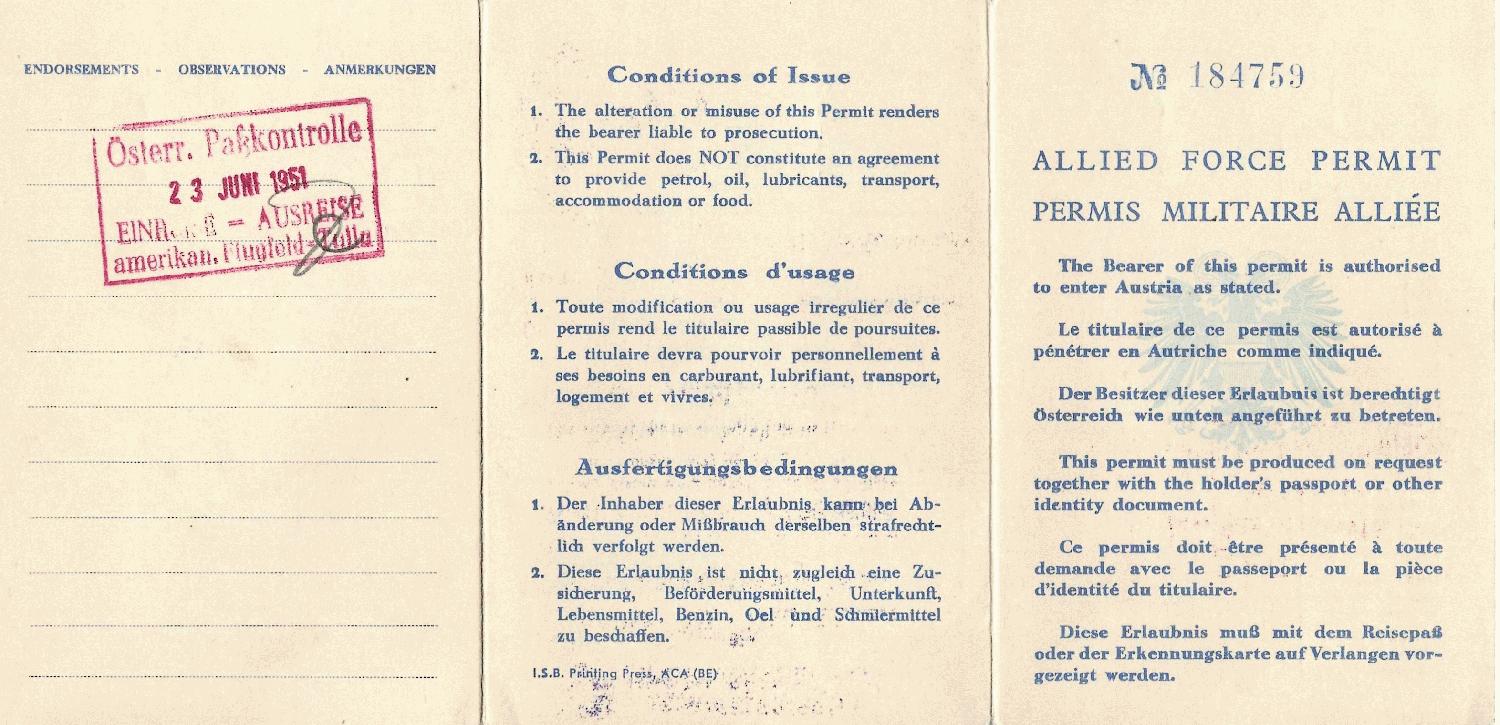 ENDORSEMENTS - OBSERVATIONS - ANMERKUNGEN
Österr. Paßkontrolle
23 JUNI 1951
= AUSREISE
amerikan. Flugfeld-Tulln
Conditions of Issue
1. The alteration or misuse of this Permit renders
the bearer liable to prosecution.
2. This Permit does NOT constitute an agreement
to provide petrol, oil, lubricants, transport,
accommodation or food.
Conditions d'usage
1. Toute modification ou usage irregulier de ce
permis rend le titulaire passible de poursuites.
2. Le titulaire devra pourvoir personnellement à
ses besoins en carburant, lubrifiant, transport,
logement et vivres.
Ausfertigungsbedingungen
1. Der Inhaber dieser Erlaubnis kann bei Ab-
änderung oder Mißbrauch derselben strafrecht-
lich verfolgt werden.
2. Diese Erlaubnis ist nicht zugleich eine Zu-
sicherung, Beförderungsmittel, Unterkunft,
Lebensmittel, Benzin, Oel und Schmiermittel
zu beschaffen.
I.S.B. Printing Press, ACA (BE)
№ 184759
ALLIED FORCE PERMIT
PERMIS MILITAIRE ALLIÉE
The Bearer of this permit is authorised
to enter Austria as stated.
Le titulaire de ce permis est autorisé à
pénétrer en Autriche comme indiqué.
Der Besitzer dieser Erlaubnis ist berechtigt
Österreich wie unten angeführt zu betreten.
This permit must be produced on request
together with the holder's passport or other
identity document.
Ce permis doit être présenté à toute
demande avec le passeport ou la pièce
d'identité du titulaire.
Diese Erlaubnis muß mit dem Reisepaß
oder der Erkennungskarte auf Verlangen vor-
gezeigt werden.